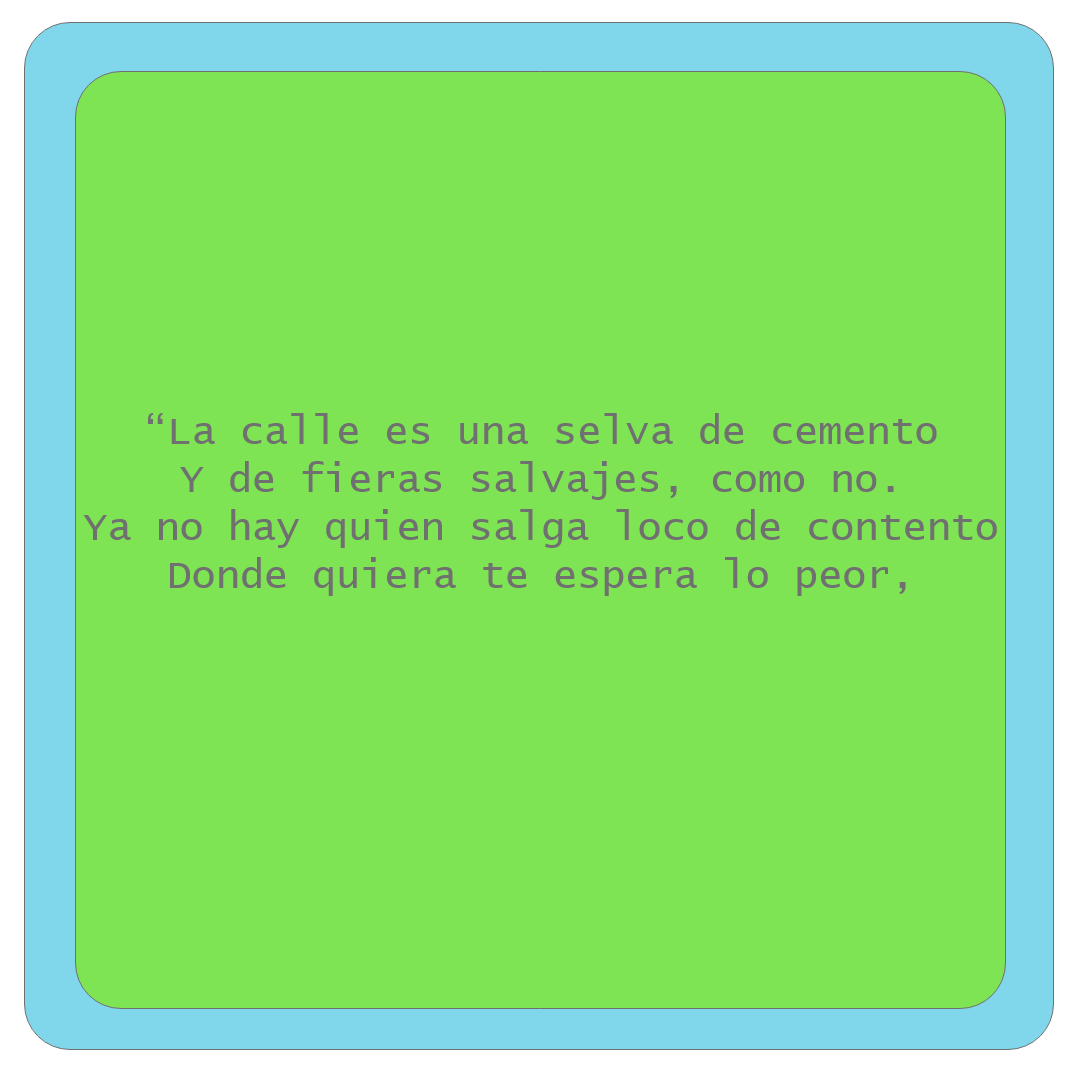 “La calle es una selva de cemento
Y de fieras salvajes, como no.
Ya no hay quien salga loco de contento
Donde quiera te espera lo peor,